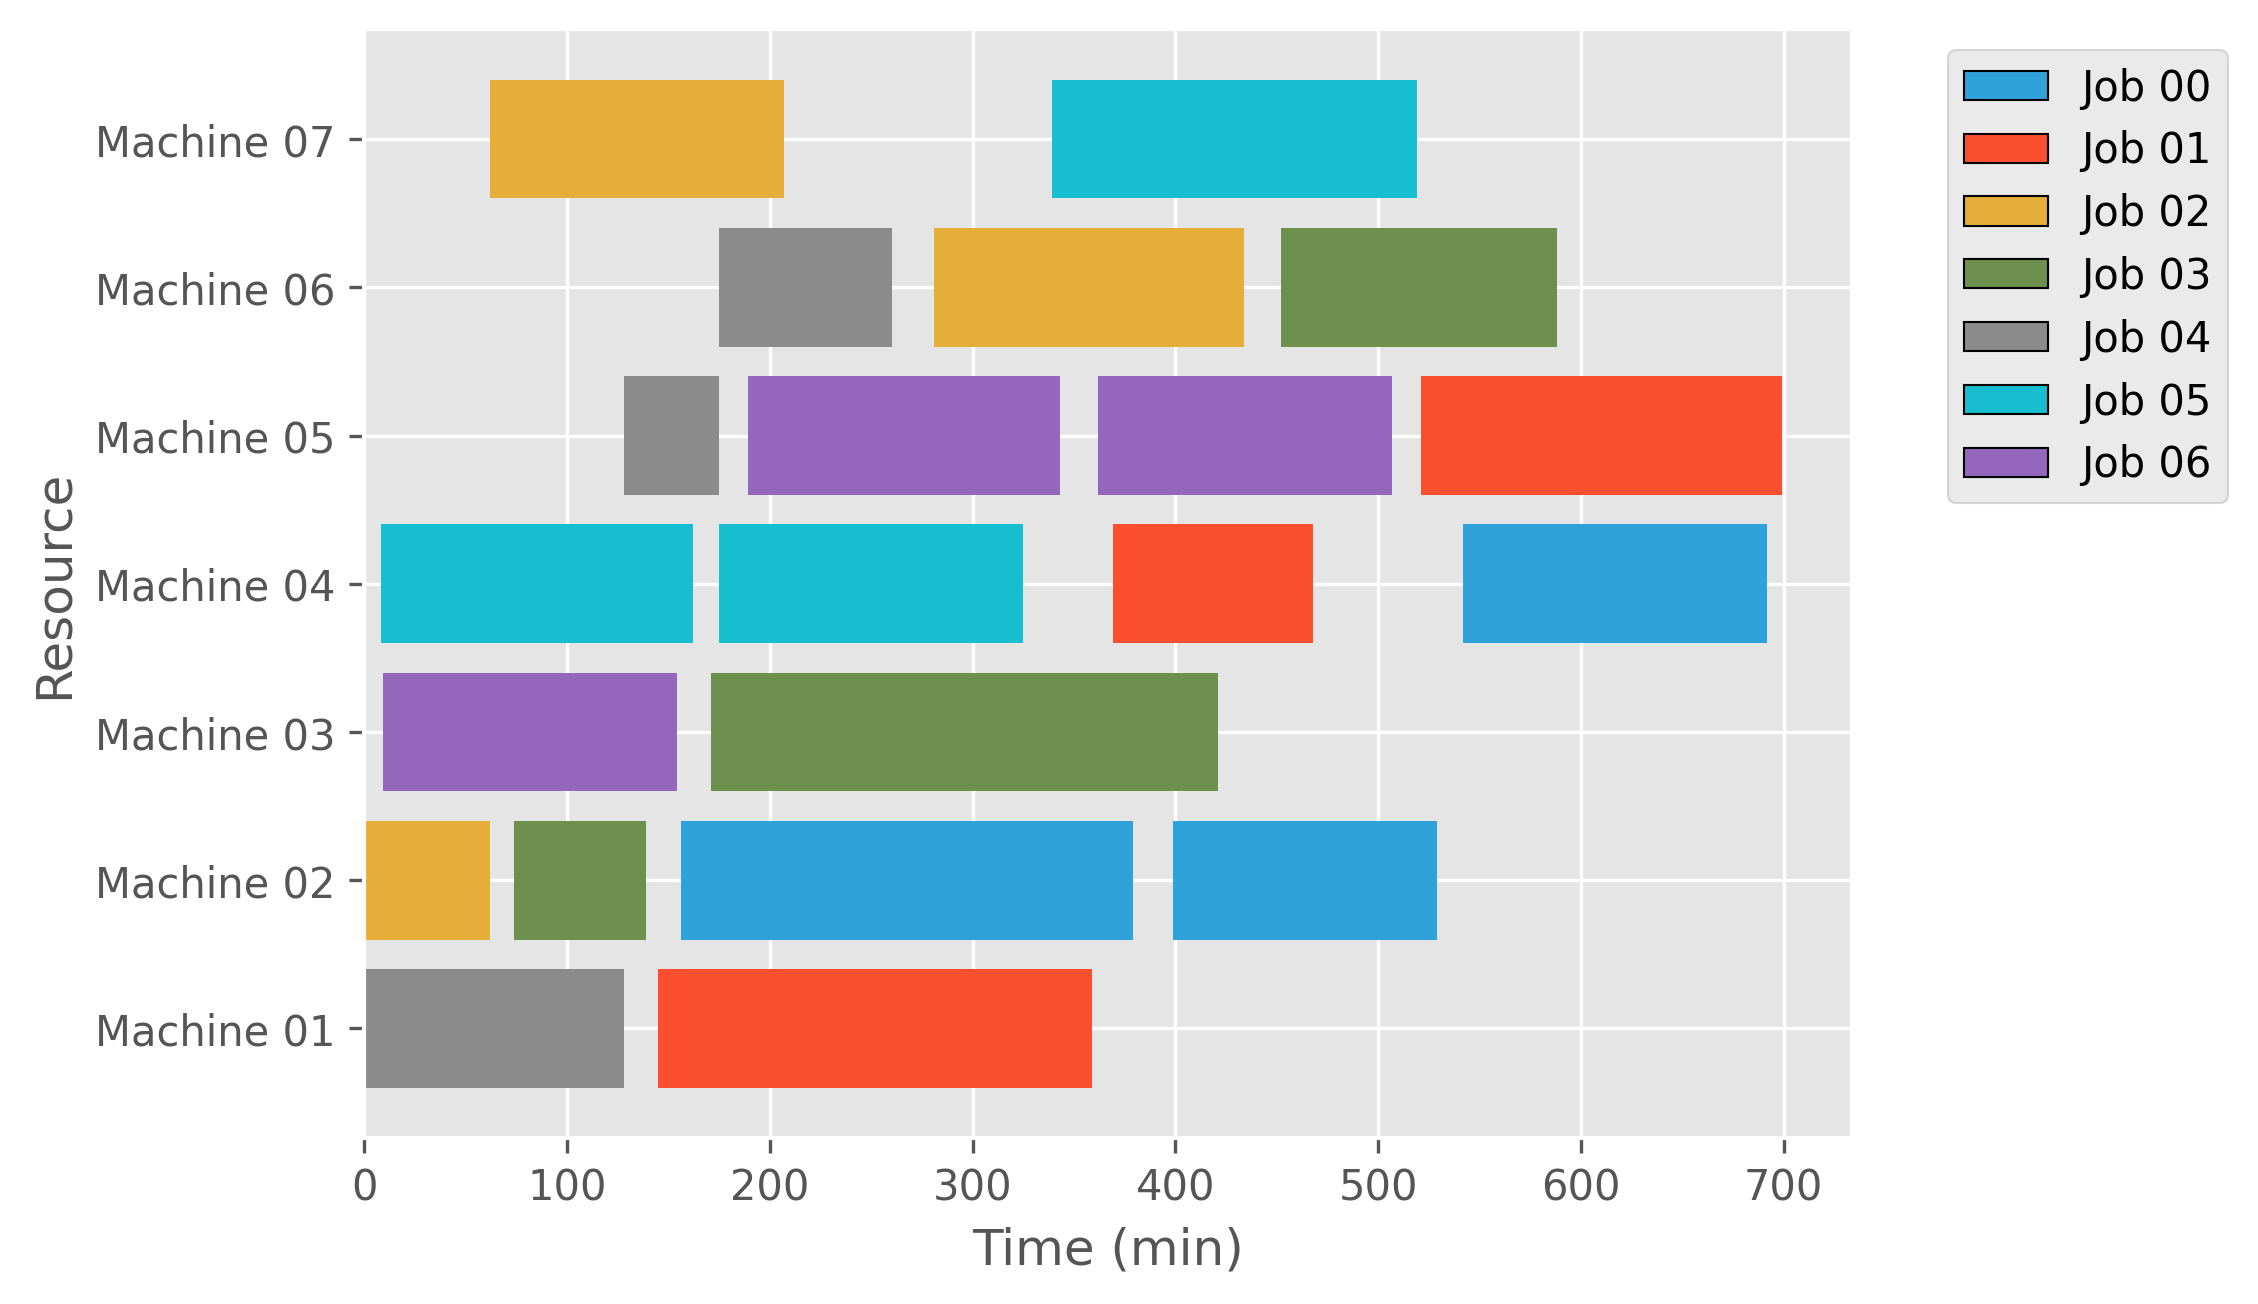 Machine 07
Machine 06
Machine 05
Machine 04
Machine 03
Machine 02
Machine 01
Resource
0 100 200 300 400 500 600 700
Time (min)
Job 00
Job 01
Job 02
Job 03
Job 04
Job 05
Job 06